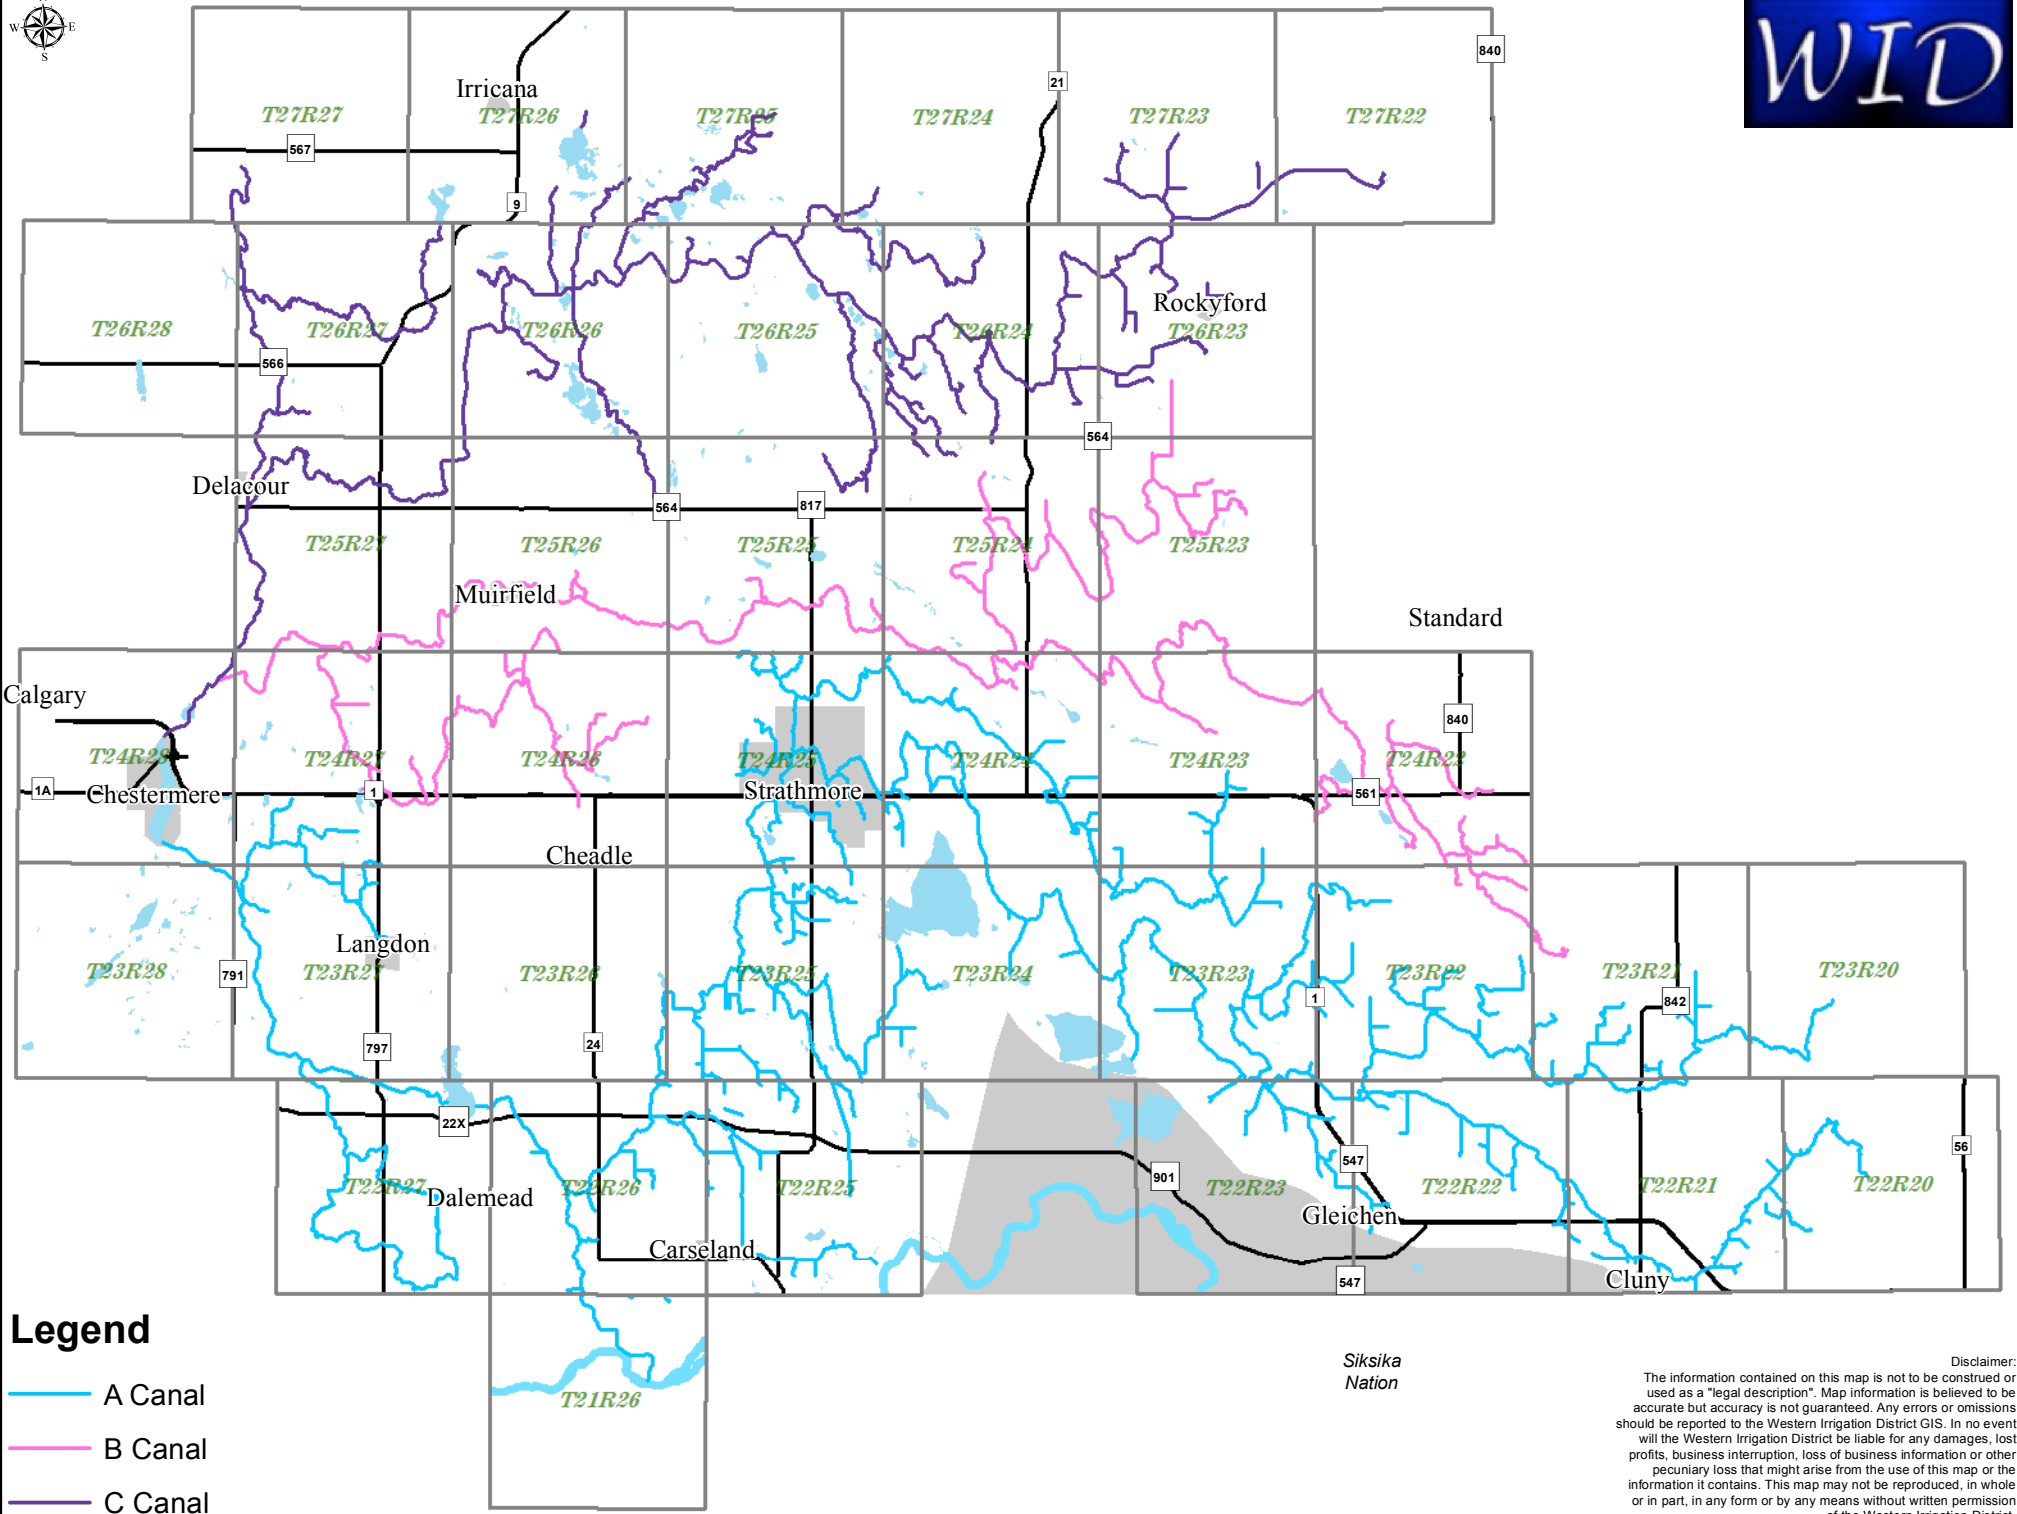 N
W
E
S
WID
840
21
Irricana
T27R27
T27R26
T27R25
T27R24
T27R23
T27R22
567
9
Rockyford
T26R28
T26R27
T26R26
T26R25
T26R24
T26R23
566
564
Delacour
564
817
T25R27
T25R26
T25R25
T25R24
T25R23
Muirfield
Standard
Calgary
840
T24R28
T24R27
T24R26
T24R25
T24R24
T24R23
T24R22
1A
Chestermere
1
Strathmore
561
Cheadle
Langdon
T23R28
791
T23R27
T23R26
T23R25
T23R24
T23R23
T23R22
T23R21
T23R20
1
842
797
24
22X
547
56
901
T22R27
Dalemead
T22R26
T22R25
T22R23
T22R22
T22R21
T22R20
Gleichen
Carseland
547
Cluny
T21R26
Siksika
Nation
Legend
A Canal
B Canal
C Canal
Disclaimer:
The information contained on this map is not to be construed or
used as a "legal description". Map information is believed to be
accurate but accuracy is not guaranteed. Any errors or omissions
should be reported to the Western Irrigation District GIS. In no event
will the Western Irrigation District be liable for any damages, lost
profits, business interruption, loss of business information or other
pecuniary loss that might arise from the use of this map or the
information it contains. This map may not be reproduced, in whole
or in part, in any form or by any means without written permission
of the Western Irrigation District.